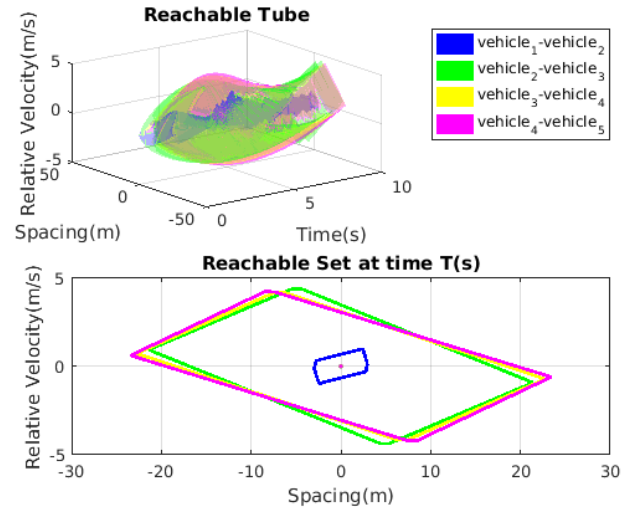 Reachable Tube
Relative Velocity(m/s)
5
0
-5
50
0
-50
Spacing(m)
0
5
10
Time(s)
vehicle₁-vehicle₂
vehicle₂-vehicle₃
vehicle₃-vehicle₄
vehicle₄-vehicle₅
Reachable Set at time T(s)
Relative Velocity(m/s)
5
0
-5
-30
-20
-10
0
10
20
30
Spacing(m)